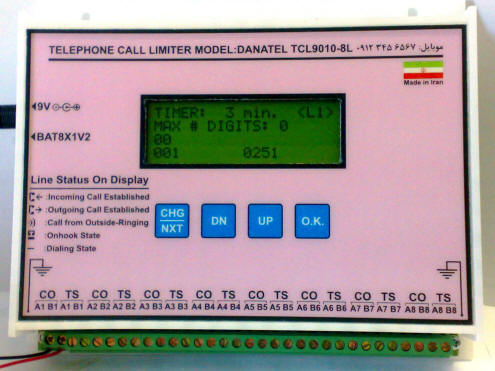 TELEPHONE CALL LIMITER MODEL:DANATEL TCL9010-8L موبایل: ۶۵۶۷ ۳۴۵ ۰۹۱۲
Made in Iran
9V
BAT8X1V2
TIMER: 3 min. <L1>
MAX # DIGITS: 0
00
001 0251
Line Status On Display
:Incoming Call Established
:Outgoing Call Established
:Call from Outside-Ringing
:Onhook State
:Dialing State
CHG
NXT
DN
UP
O.K.
CO TS CO TS CO TS CO TS CO TS CO TS CO TS CO TS
A1 B1 A1 B1 A2 B2 A2 B2 A3 B3 A3 B3 A4 B4 A4 B4 A5 B5 A5 B5 A6 B6 A6 B6 A7 B7 A7 B7 A8 B8 A8 B8